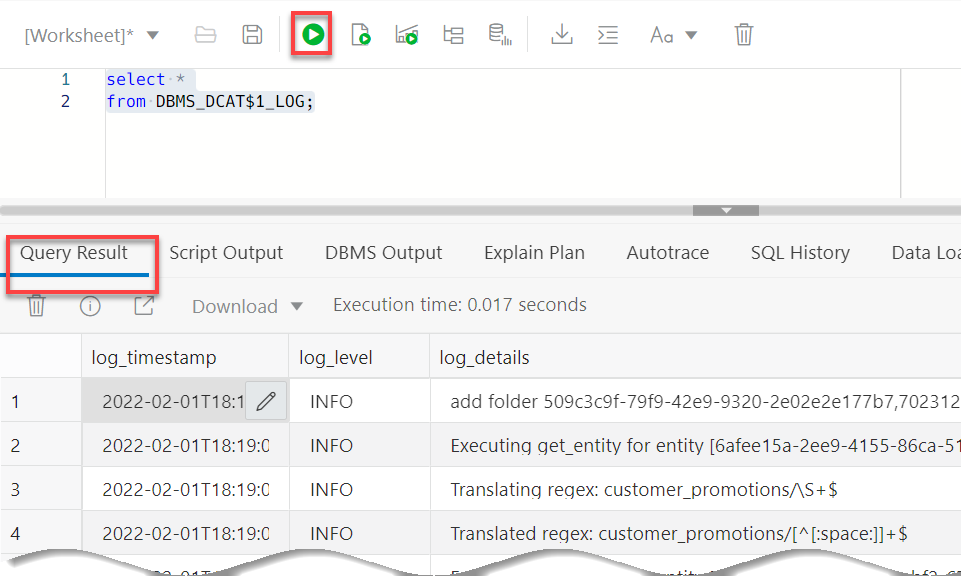 [Worksheet]*
Aa
1 select *
2 from DBMS_DCAT$1_LOG;
Query Result Script Output DBMS Output Explain Plan Autotrace SQL History Data Loa
Download Execution time: 0.017 seconds
log_timestamp log_level log_details
1 2022-02-01T18:1 INFO add folder 509c3c9f-79f9-42e9-9320-2e02e2e177b7,702312
2 2022-02-01T18:19:0 INFO Executing get_entity for entity [6afee15a-2ee9-4155-86ca-51
3 2022-02-01T18:19:0 INFO Translating regex: customer_promotions/\S+$
4 2022-02-01T18:19:0 INFO Translated regex: customer_promotions/[^[:space:]]+$